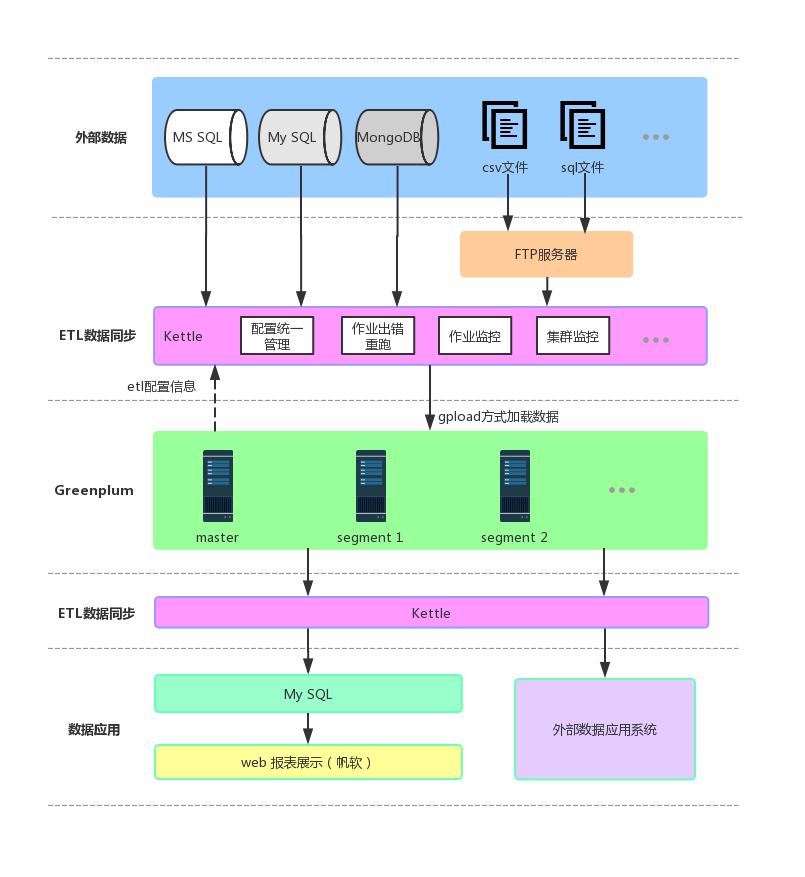 外部数据
MS SQL
My SQL
MongoDB
csv文件
sql文件
FTP服务器
ETL数据同步
Kettle
配置统一
管理
作业出错
重跑
作业监控
集群监控
etl配置信息
gpload方式加载数据
Greenplum
master
segment 1
segment 2
ETL数据同步
Kettle
数据应用
My SQL
外部数据应用系统
web 报表展示（帆软）